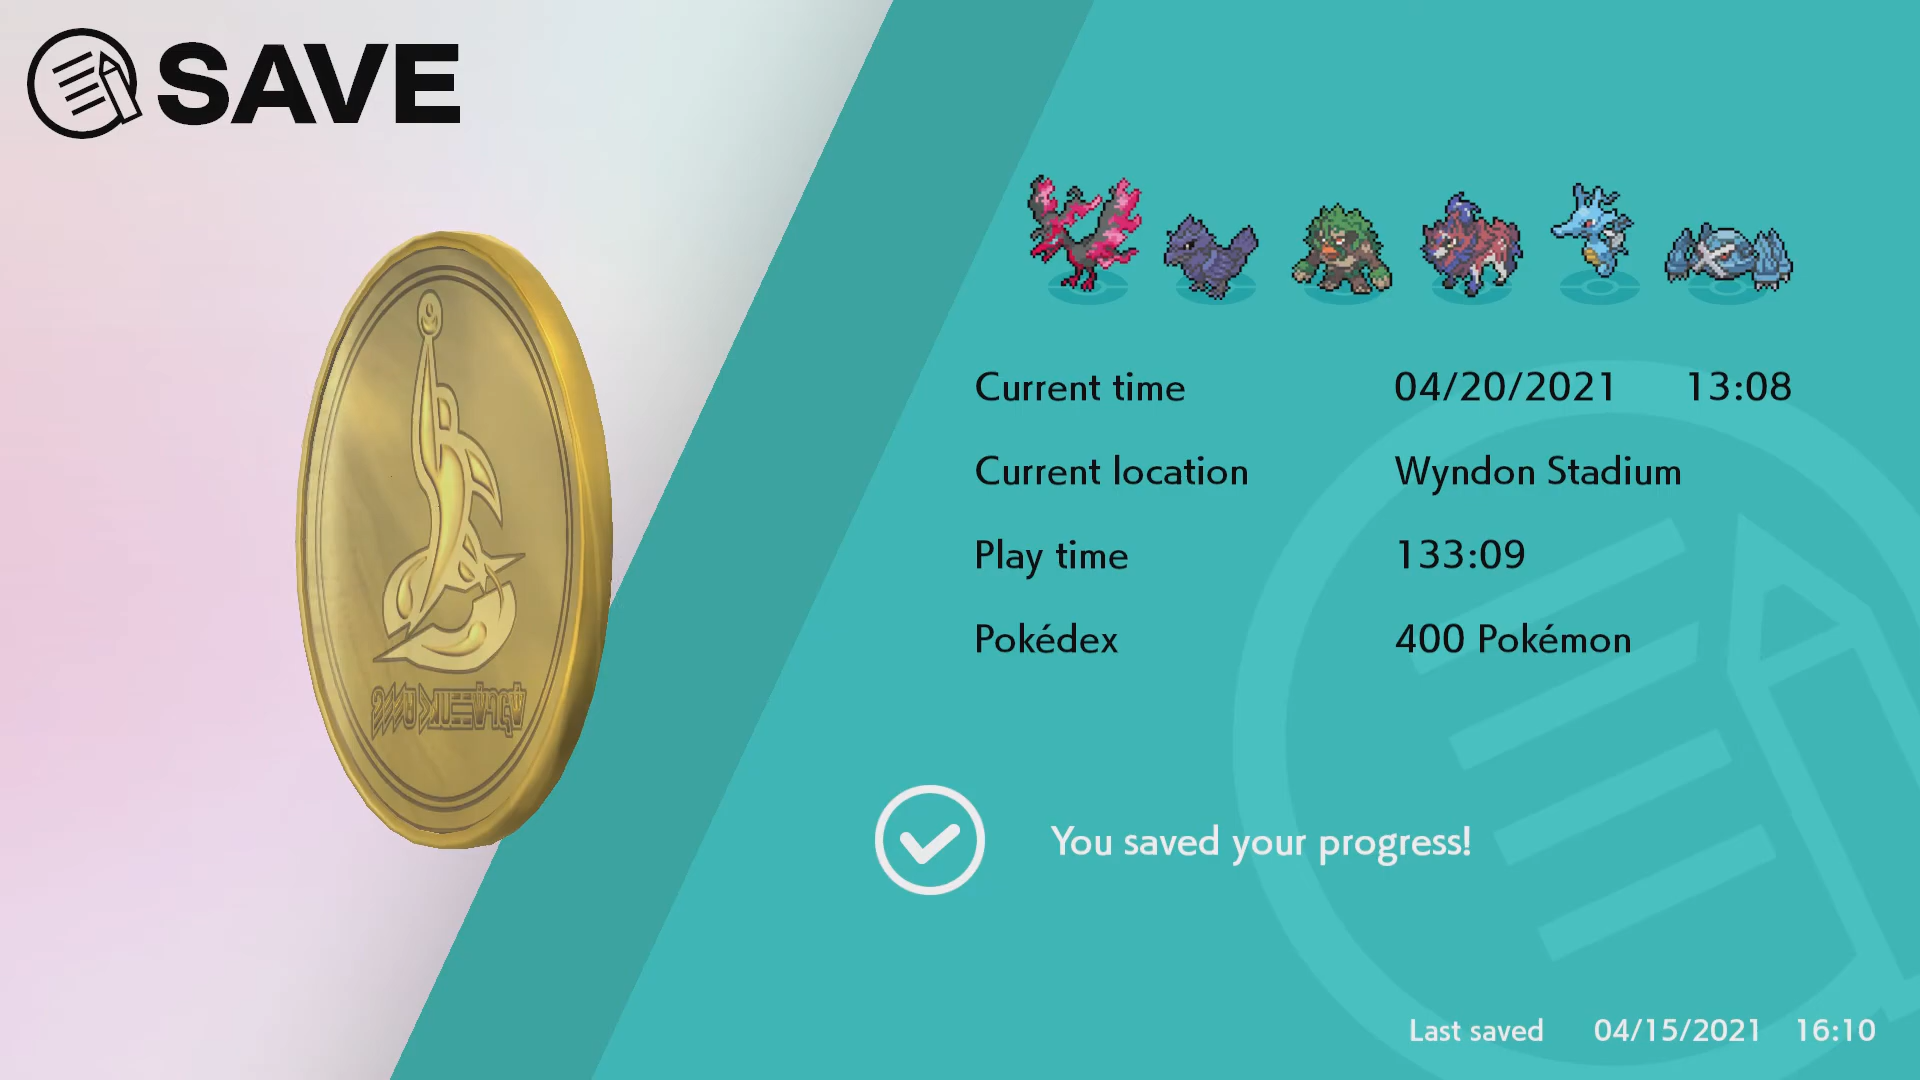 SAVE
Current time 04/20/2021 13:08
Current location Wyndon Stadium
Play time 133:09
Pokédex 400 Pokémon
You saved your progress!
Last saved 04/15/2021 16:10